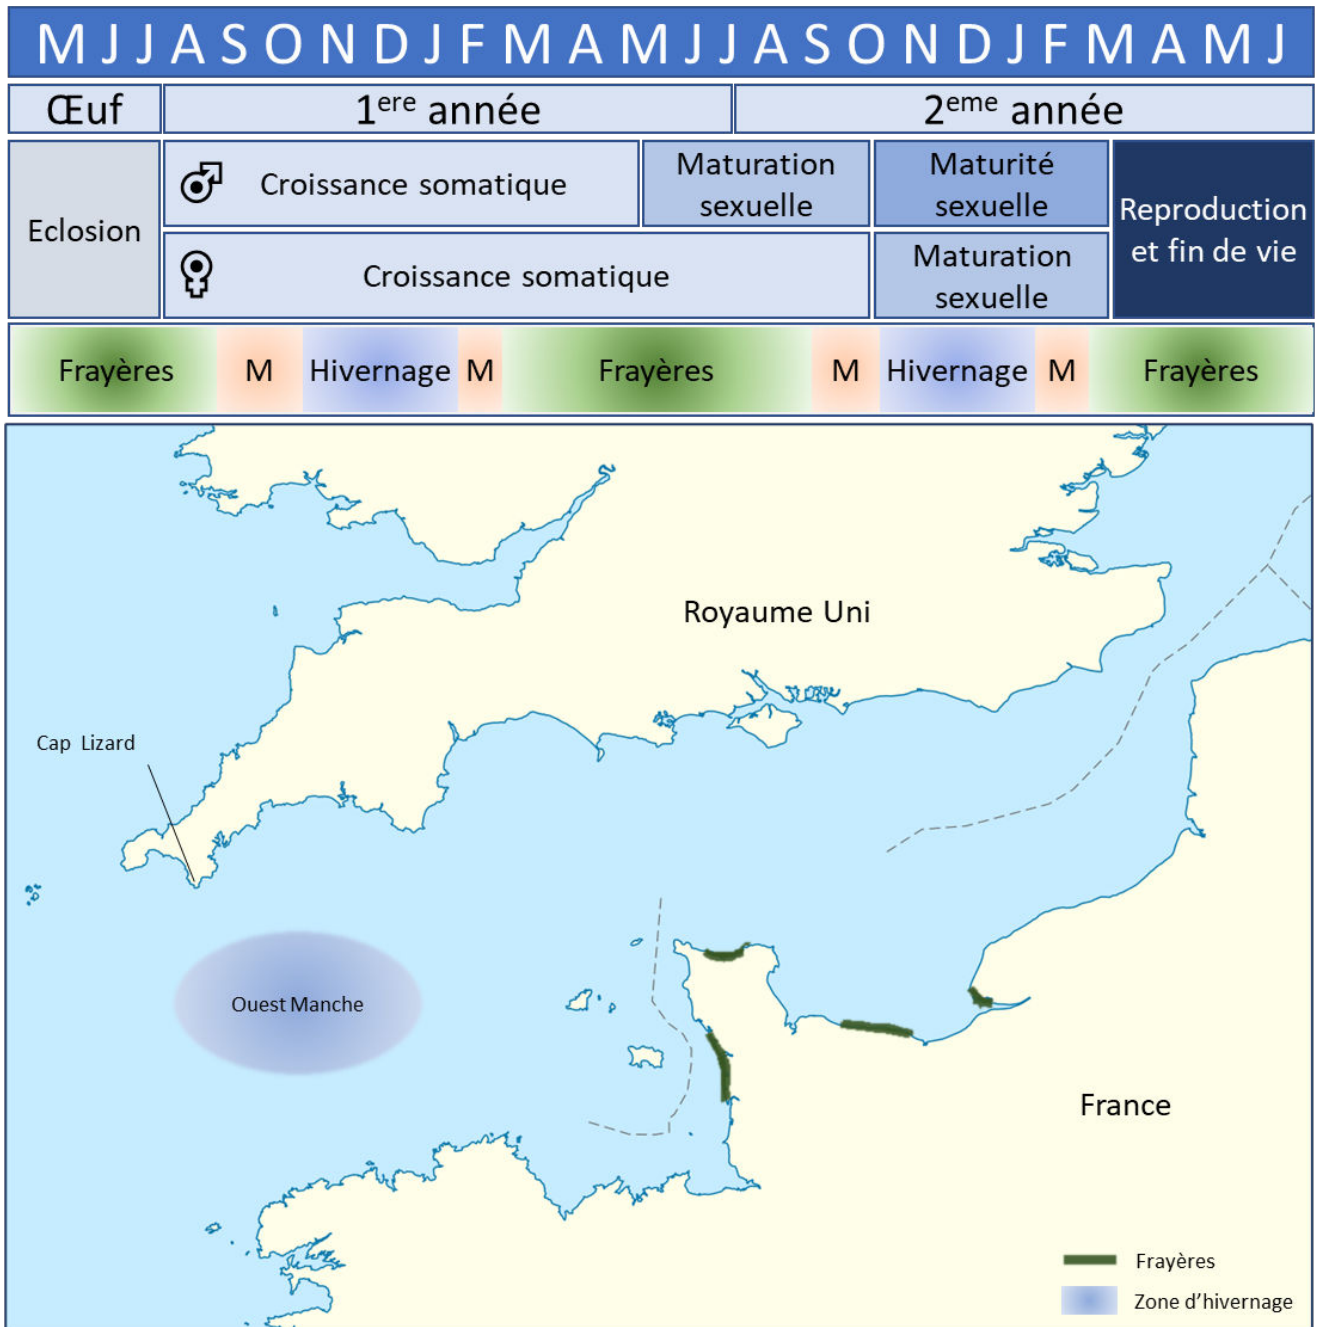 M J J A S O N D J F M A M J J A S O N D J F M A M J
Œuf
1ere année
2eme année
Eclosion
Croissance somatique
Maturation
sexuelle
Maturité
sexuelle
Reproduction
et fin de vie
Croissance somatique
Maturation
sexuelle
Frayères
M
Hivernage
M
Frayères
M
Hivernage
M
Frayères
Royaume Uni
Cap Lizard
Ouest Manche
France
Frayères
Zone d'hivernage